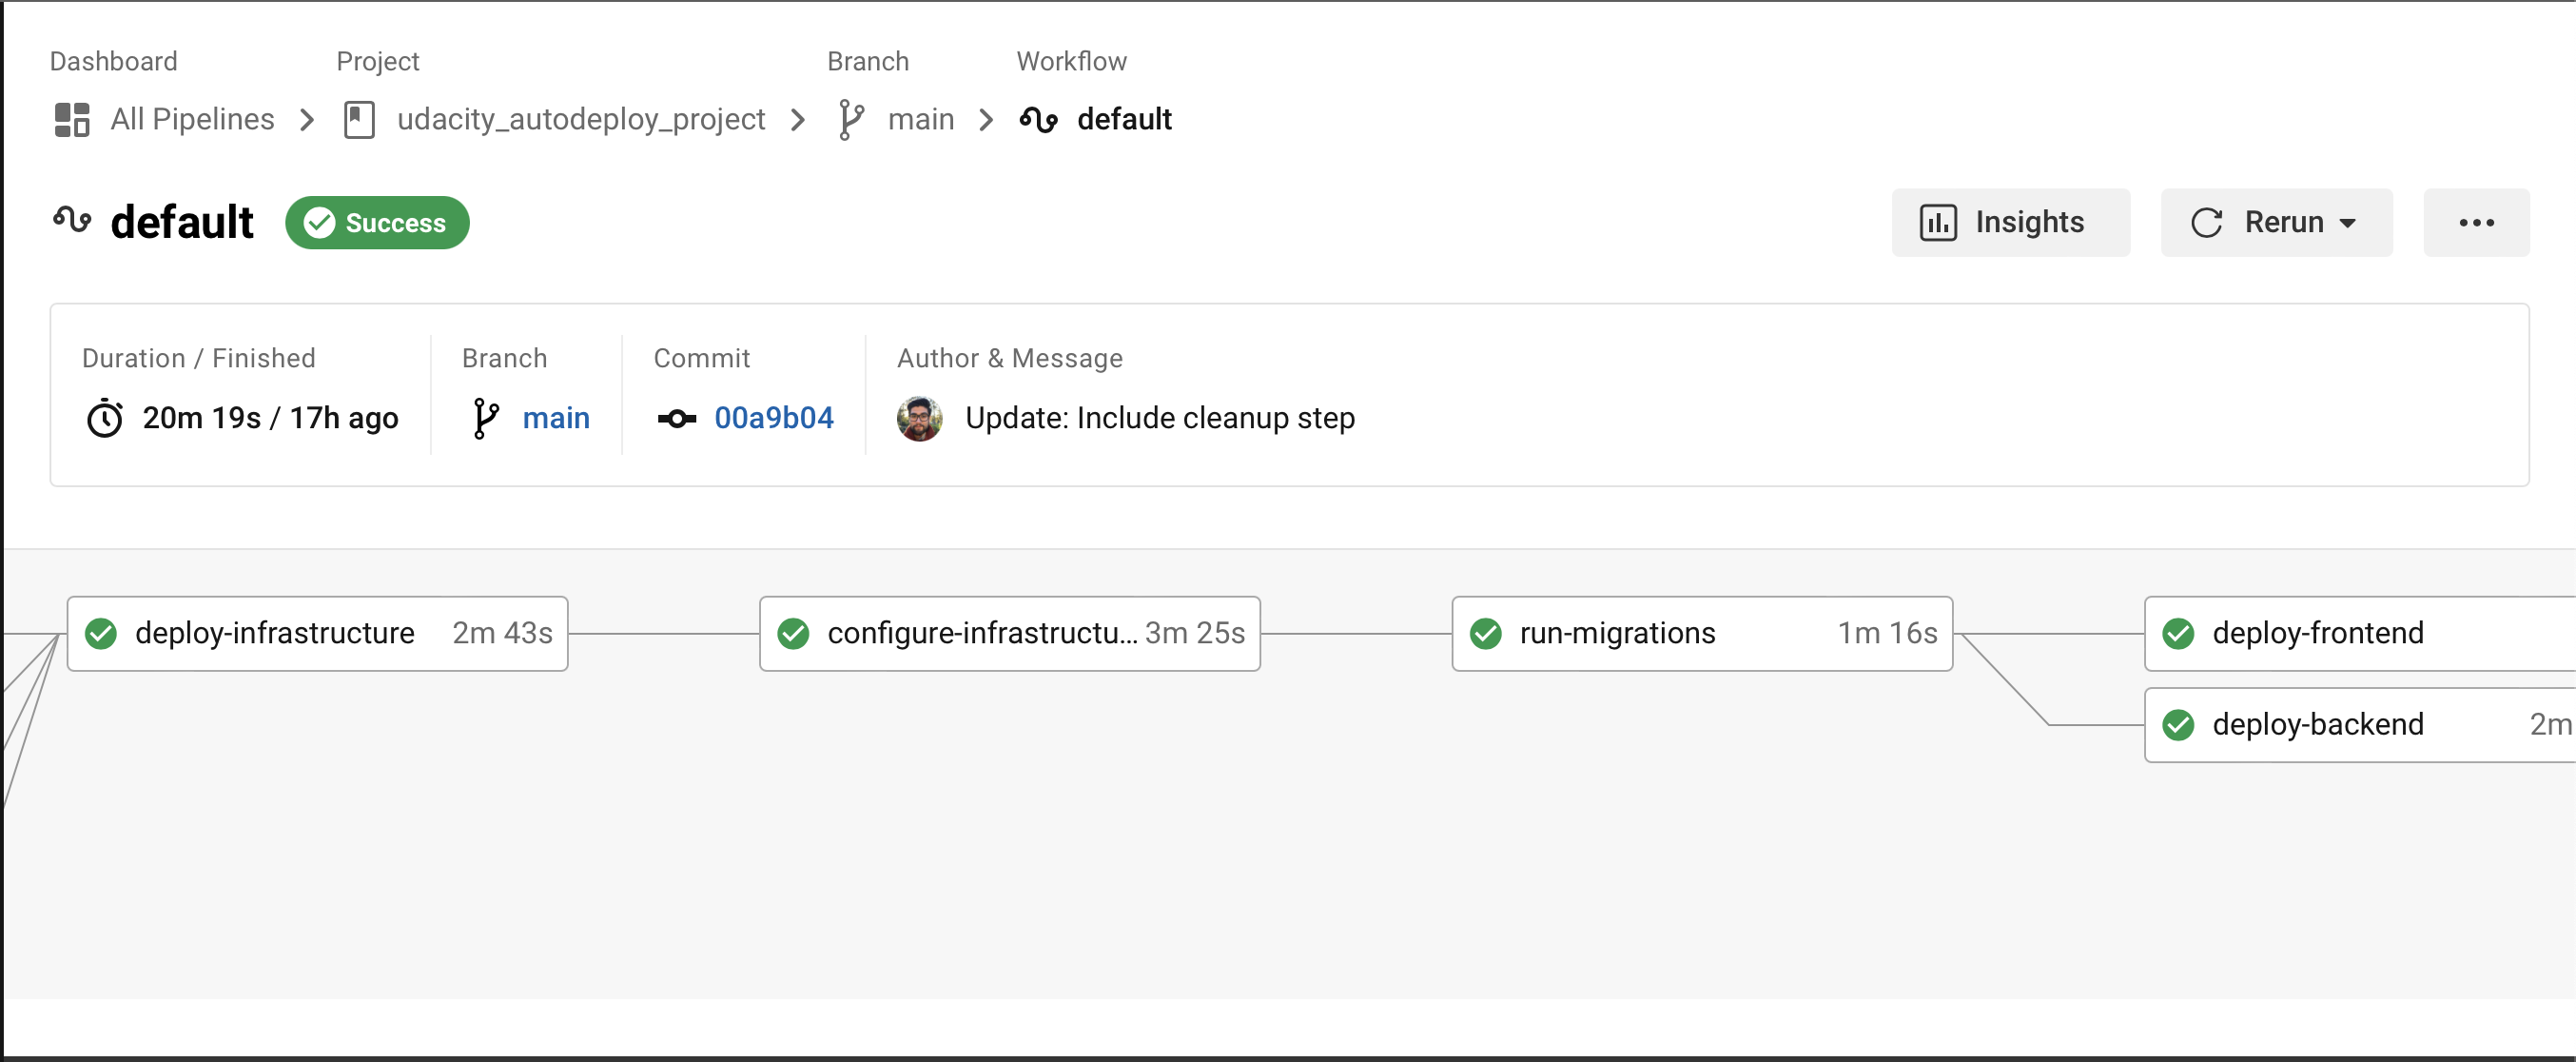 Dashboard Project Branch Workflow
All Pipelines udacity_autodeploy_project main default
default Success Insights Rerun
Duration / Finished Branch Commit Author & Message
20m 19s / 17h ago main 00a9b04 Update: Include cleanup step
deploy-infrastructure 2m 43s configure-infrastructu... 3m 25s run-migrations 1m 16s deploy-frontend
deploy-backend 2m